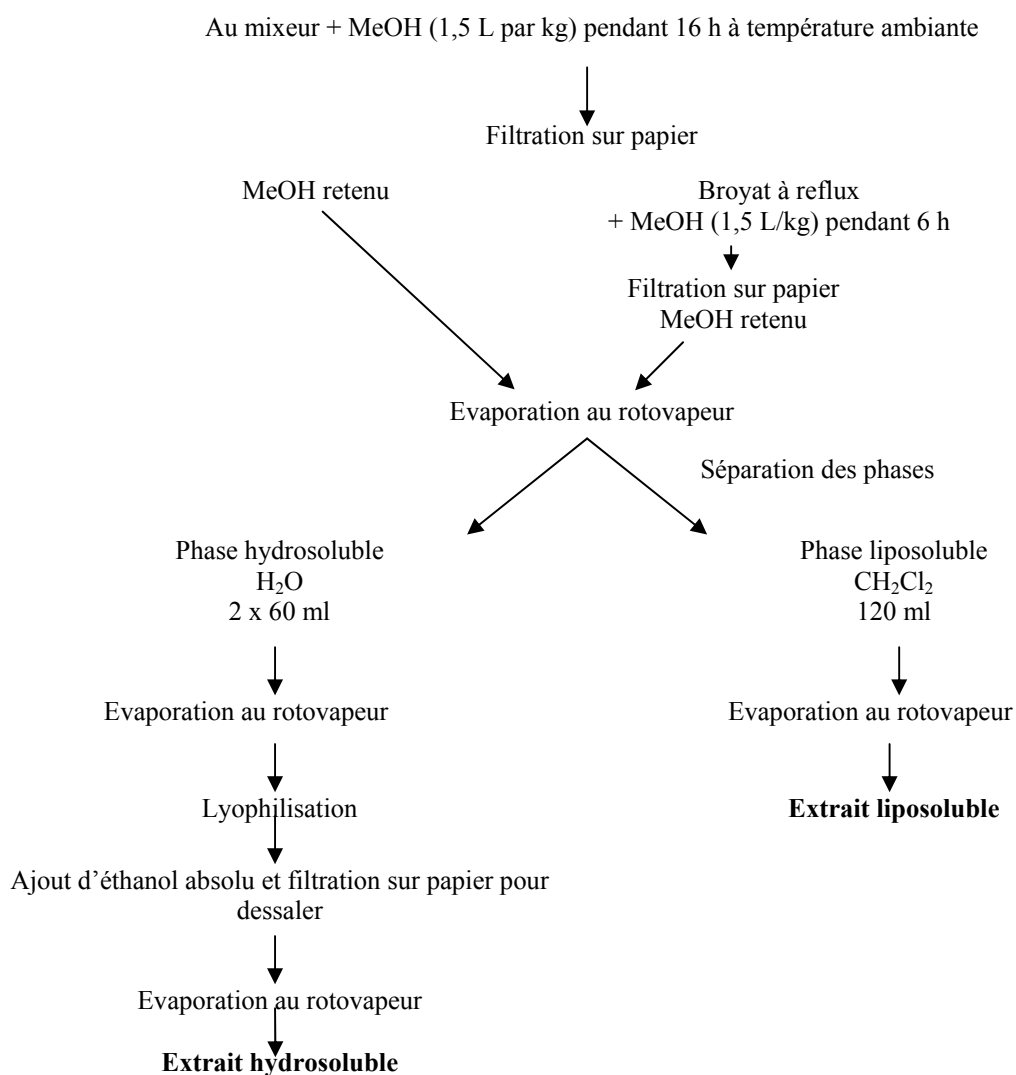 Au mixeur + MeOH (1,5 L par kg) pendant 16 h à température ambiante
Filtration sur papier
MeOH retenu
Broyat à reflux
+ MeOH (1,5 L/kg) pendant 6 h
Filtration sur papier
MeOH retenu
Evaporation au rotovapeur
Séparation des phases
Phase hydrosoluble
H₂O
2 x 60 ml
Phase liposoluble
CH₂Cl₂
120 ml
Evaporation au rotovapeur
Evaporation au rotovapeur
Lyophilisation
Extrait liposoluble
Ajout d’éthanol absolu et filtration sur papier pour
dessaler
Evaporation au rotovapeur
Extrait hydrosoluble